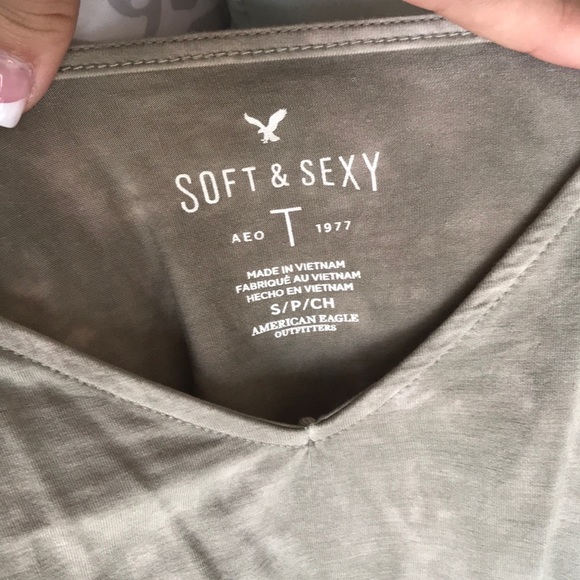 SOFT & SEXY
AEO T 1977
MADE IN VIETNAM
FABRIQUÉ AU VIETNAM
HECHO EN VIETNAM
S/P/CH
AMERICAN EAGLE
OUTFITTERS